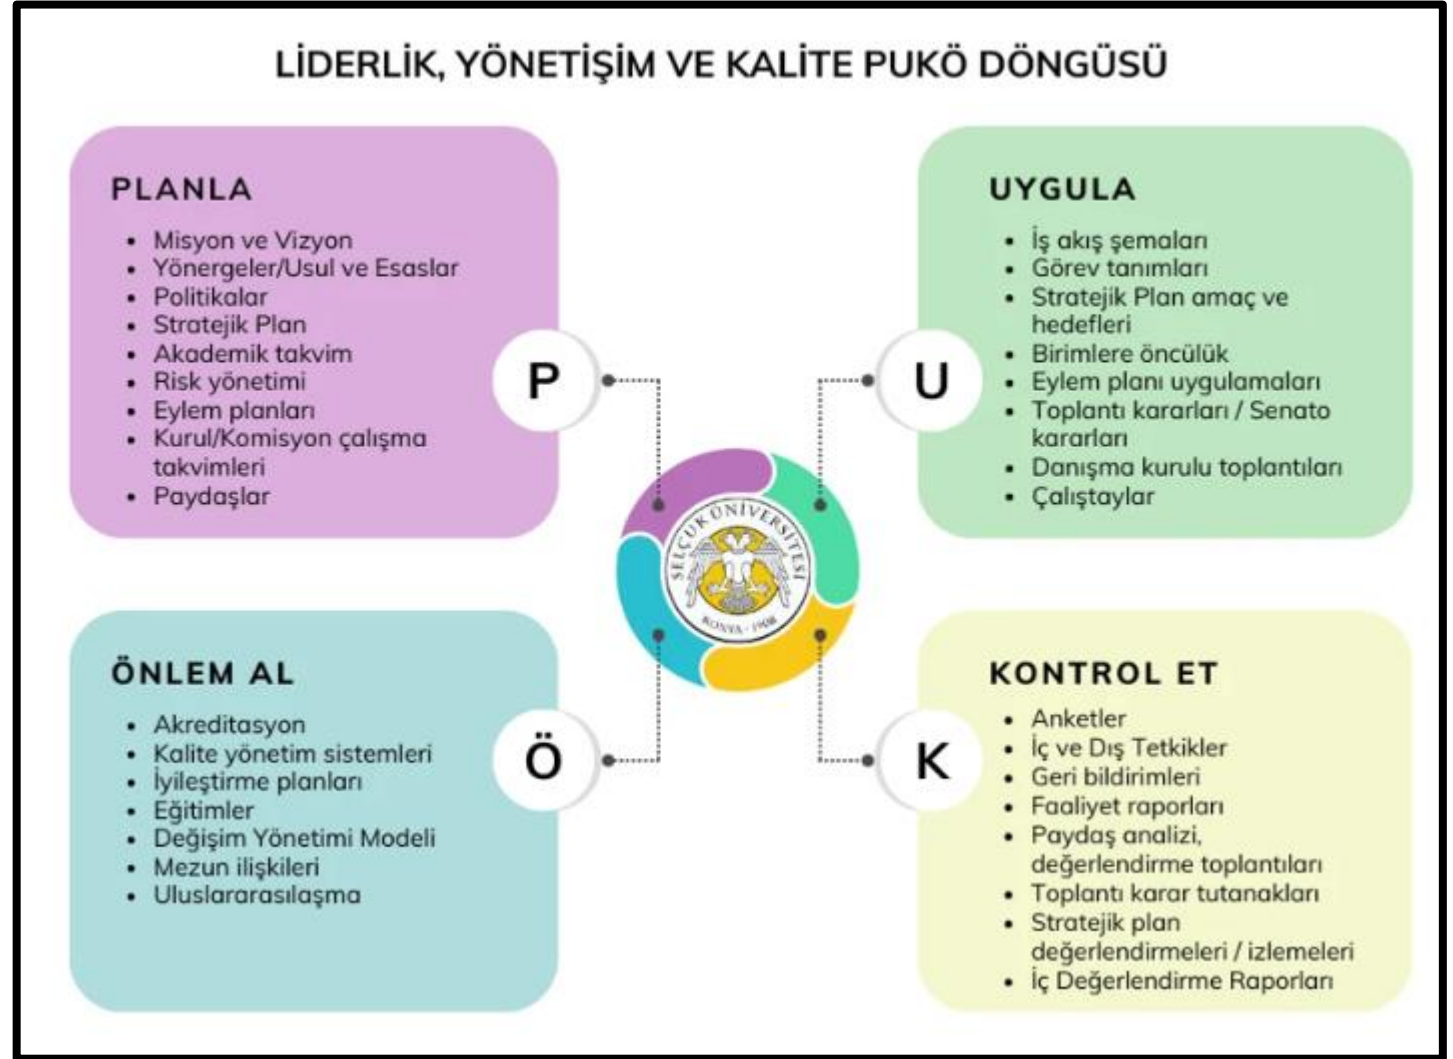 LİDERLİK, YÖNETİŞİM VE KALİTE PUKÖ DÖNGÜSÜ
PLANLA
• Misyon ve Vizyon
• Yönergeler/Usul ve Esaslar
• Politikalar
• Stratejik Plan
• Akademik takvim
• Risk yönetimi
• Eylem planları
• Kurul/Komisyon çalışma
takvimleri
• Paydaşlar
P
UYGULA
• İş akış şemaları
• Görev tanımları
• Stratejik Plan amaç ve
hedefleri
• Birimlere öncülük
• Eylem planı uygulamaları
• Toplantı kararları / Senato
kararları
• Danışma kurulu toplantıları
• Çalıştaylar
U
SELÇUK ÜNİVERSİTESİ
KONYA
ÖNLEM AL
• Akreditasyon
• Kalite yönetim sistemleri
• İyileştirme planları
• Eğitimler
• Değişim Yönetimi Modeli
• Mezun ilişkileri
• Uluslararasılaşma
Ö
KONTROL ET
• Anketler
• İç ve Dış Tetkikler
• Geri bildirimleri
• Faaliyet raporları
• Paydaş analizi,
değerlendirme toplantıları
• Toplantı karar tutanakları
• Stratejik plan
değerlendirmeleri / izlemeleri
• İç Değerlendirme Raporları
K